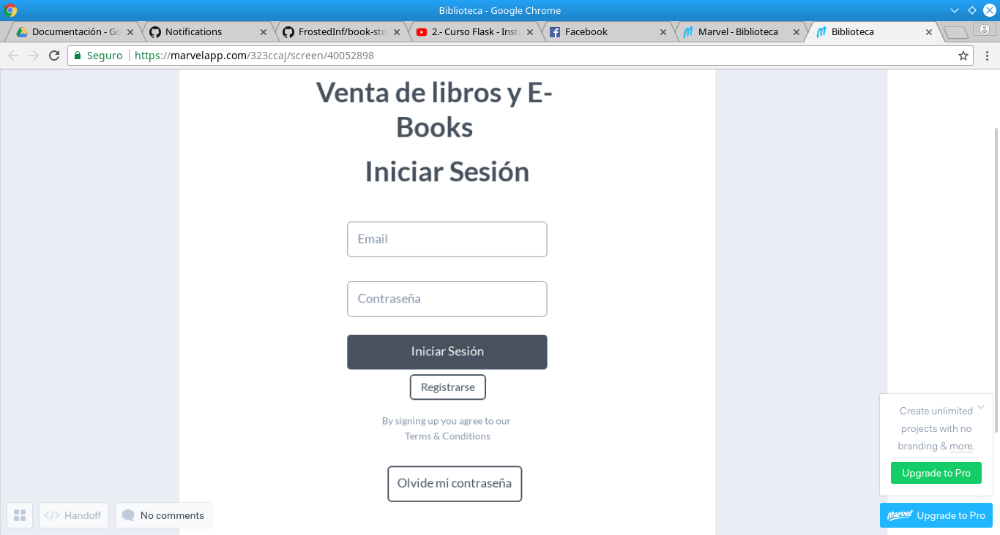 Biblioteca - Google Chrome
Documentación - Go
Notifications
FrostedInf/book-sto
2.- Curso Flask - Inst
Facebook
Marvel - Biblioteca
Biblioteca
Seguro
https://marvelapp.com/323ccaj/screen/40052898
Venta de libros y E-
Books
Iniciar Sesión
Email
Contraseña
Iniciar Sesión
Registrarse
By signing up you agree to our
Terms & Conditions
Olvide mi contraseña
Create unlimited
projects with no
branding & more.
Upgrade to Pro
Handoff
No comments
Marvel Upgrade to Pro